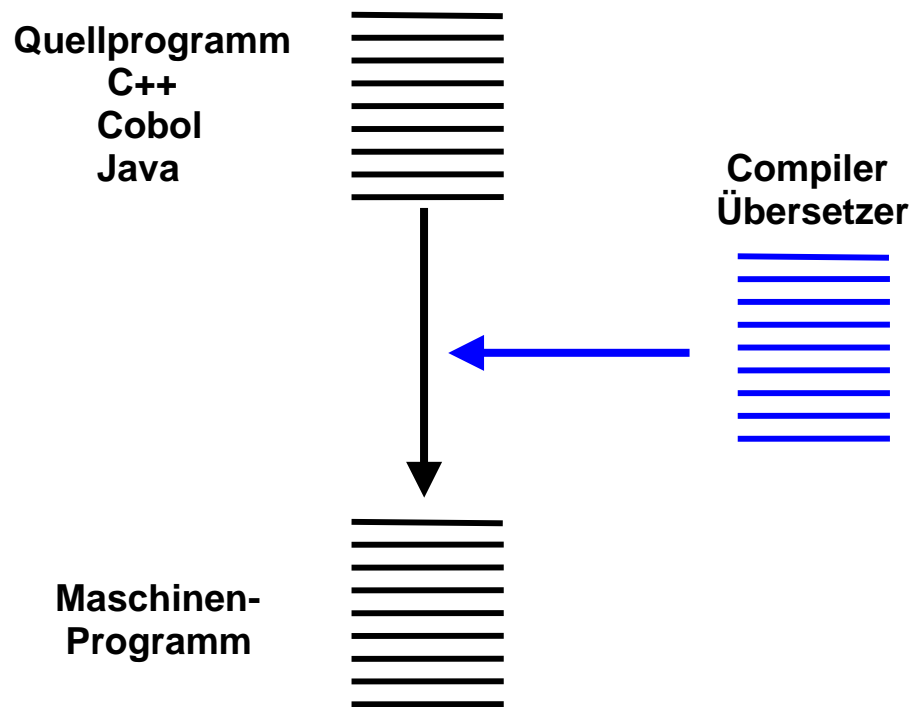 Quellprogramm
C++
Cobol
Java
Compiler
Übersetzer
Maschinen-
Programm